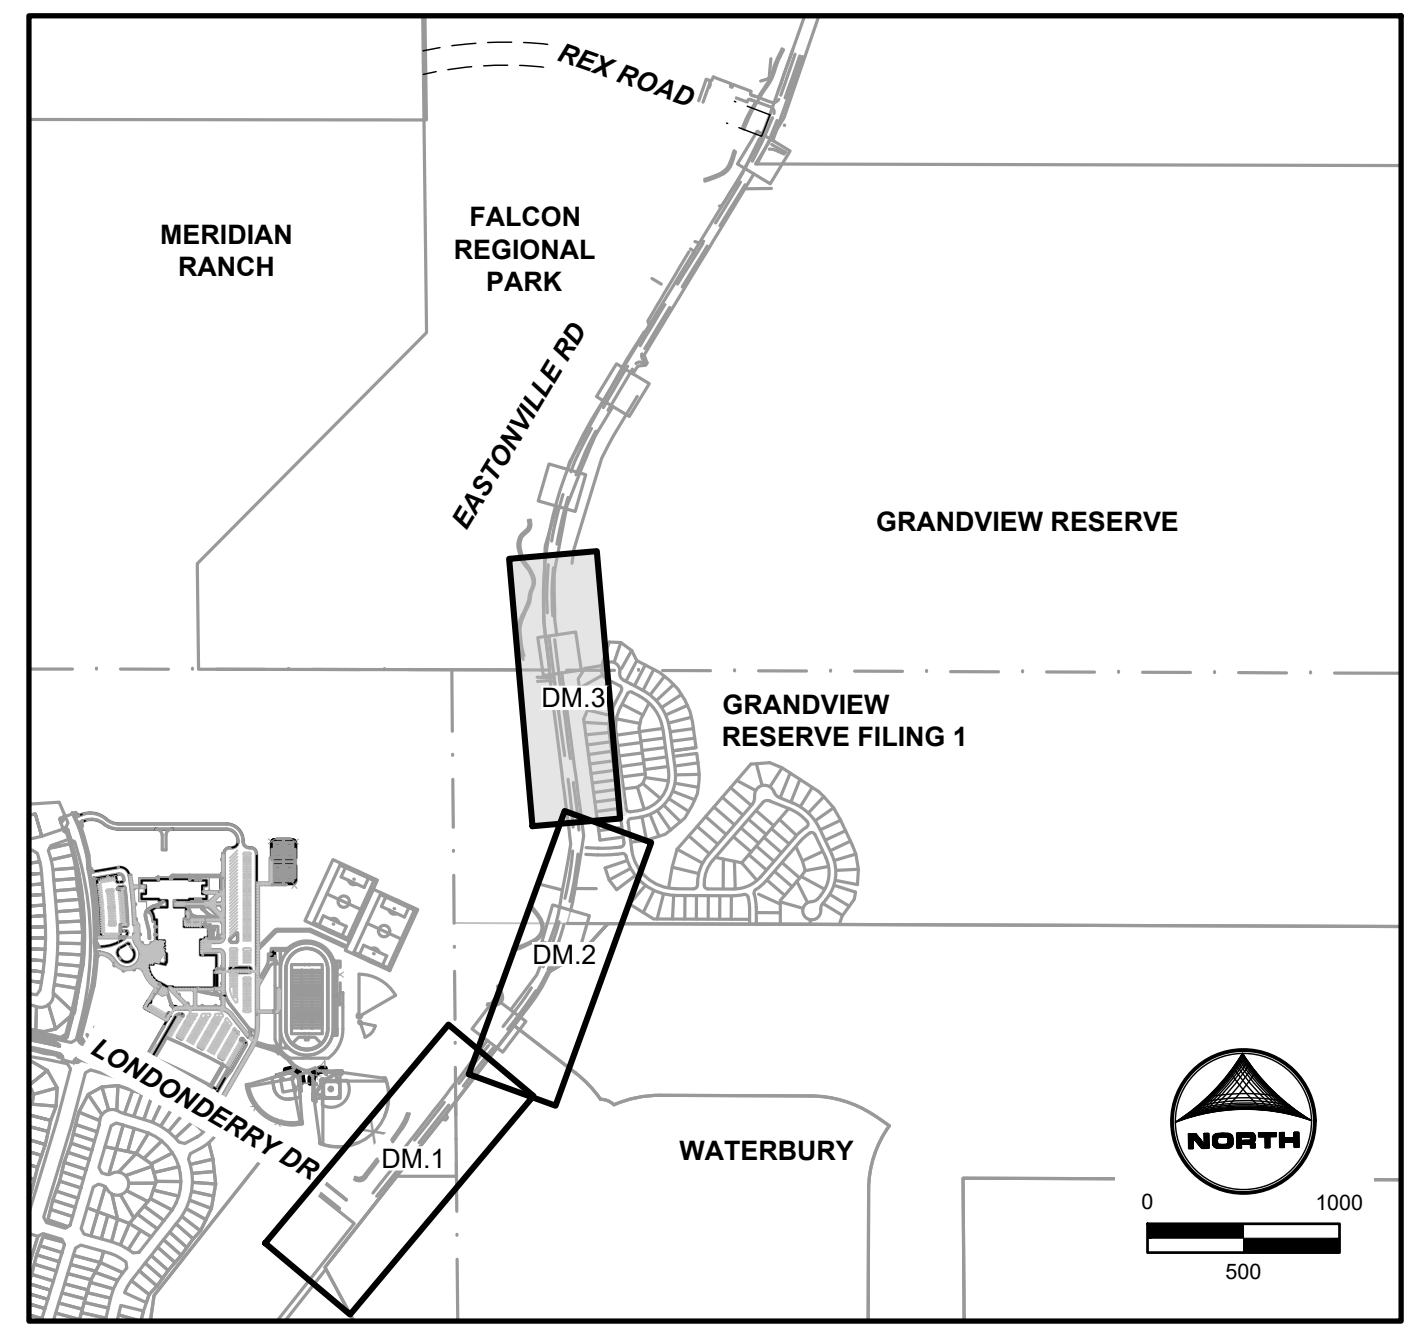 REX ROAD
MERIDIAN
RANCH
FALCON
REGIONAL
PARK
EASTONVILLE RD
GRANDVIEW RESERVE
DM.3
GRANDVIEW
RESERVE FILING 1
DM.2
LONDONDERRY DR
DM.1
WATERBURY
NORTH
0
1000
500